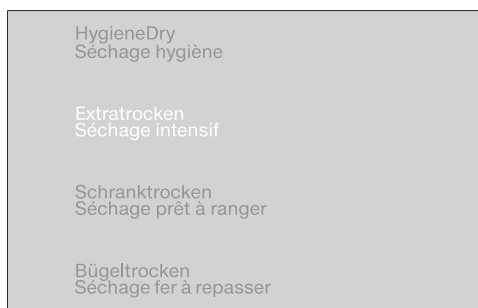 HygieneDry
Séchage hygiène
Extratrocken
Séchage intensif
Schranktrocken
Séchage prêt à ranger
Bügeltrocken
Séchage fer à repasser